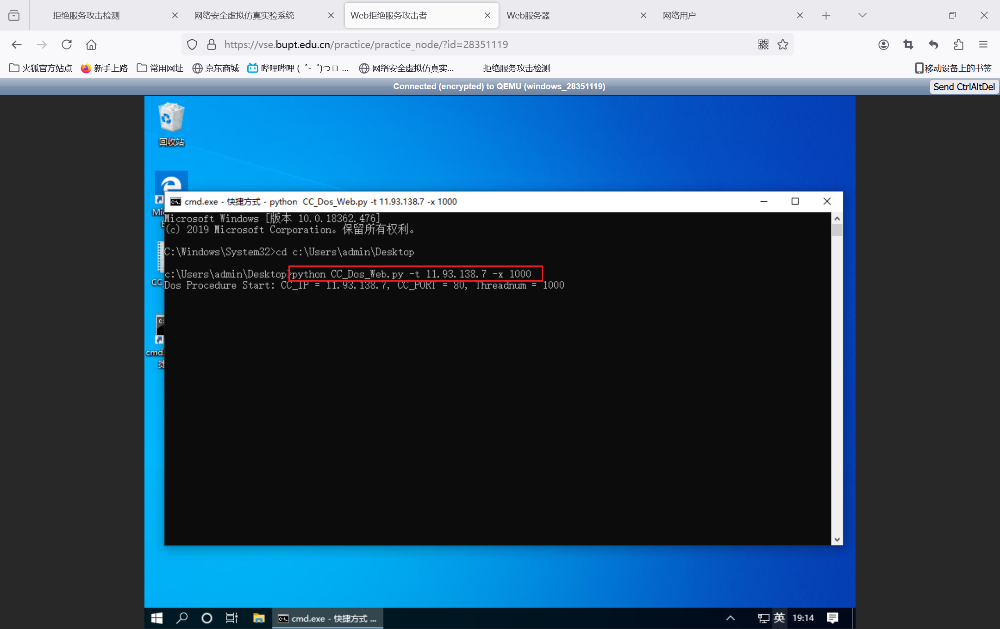 拒绝服务攻击检测
网络安全虚拟仿真实验系统
Web拒绝服务攻击者
Web服务器
网络用户
https://vse.bupt.edu.cn/practice/practice_node/?id=28351119
火狐官方站点
新手上路
常用网址
京东商城
哔哩哔哩 ( ゜- ゜)つロ ...
网络安全虚拟仿真实...
拒绝服务攻击检测
移动设备上的书签
Connected (encrypted) to QEMU (windows_28351119)
Send CtrlAltDel
回收站
cmd.exe - 快捷方式 - python  CC_Dos_Web.py -t 11.93.138.7 -x 1000
Microsoft Windows [版本 10.0.18362.476]
(c) 2019 Microsoft Corporation。保留所有权利。
C:\Windows\System32>cd c:\Users\admin\Desktop
c:\Users\admin\Desktop>python CC_Dos_Web.py -t 11.93.138.7 -x 1000
Dos Procedure Start: CC_IP = 11.93.138.7, CC_PORT = 80, Threadnum = 1000
Mic
CC_
cmd.
捷
cmd.exe - 快捷方式 ...
英
19:14